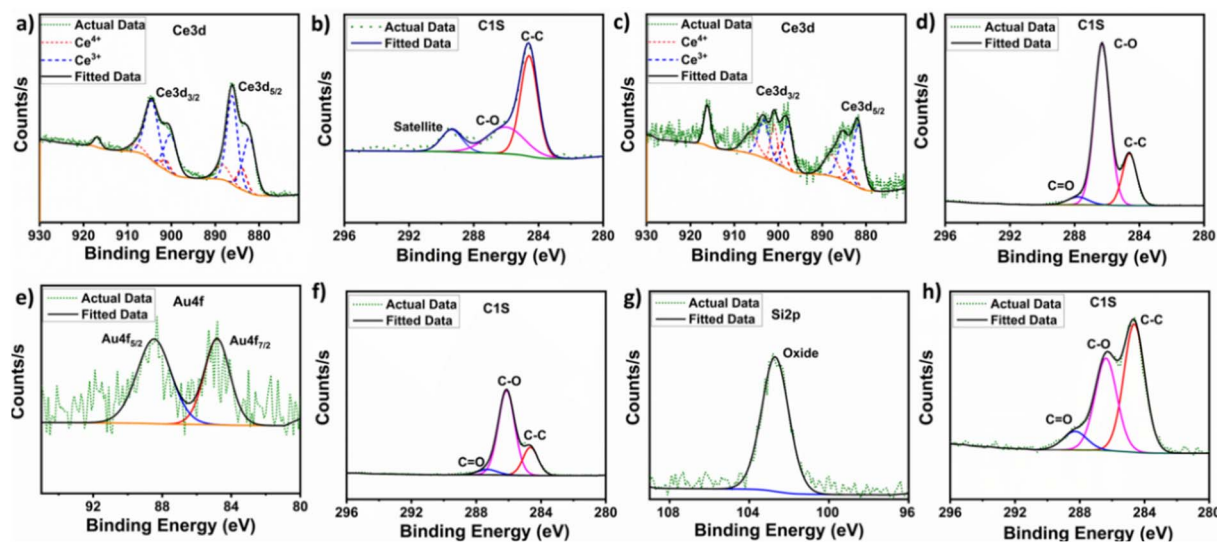 a)
Actual Data
Ce⁴⁺
Ce³⁺
Fitted Data
Ce3d
Ce3d₃/₂
Ce3d₅/₂
Counts/s
930 920 910 900 890 880
Binding Energy (eV)
b)
C1S
Actual Data
Fitted Data
C-C
C-O
Satellite
Counts/s
296 292 288 284 280
Binding Energy (eV)
c)
Actual Data
Ce⁴⁺
Ce³⁺
Fitted Data
Ce3d
Ce3d₃/₂
Ce3d₅/₂
Counts/s
930 920 910 900 890 880
Binding Energy (eV)
d)
C1S
Actual Data
Fitted Data
C-O
C-C
C=O
Counts/s
296 292 288 284 280
Binding Energy (eV)
e)
Au4f
Actual Data
Fitted Data
Au4f₅/₂
Au4f₇/₂
Counts/s
92 88 84 80
Binding Energy (eV)
f)
Actual Data
Fitted Data
C1S
C-O
C-C
C=O
Counts/s
296 292 288 284 280
Binding Energy (eV)
g)
Actual Data
Fitted Data
Si2p
Oxide
Counts/s
108 104 100 96
Binding Energy (eV)
h)
Actual Data
Fitted Data
C1S
C-C
C-O
C=O
Counts/s
296 292 288 284 280
Binding Energy (eV)